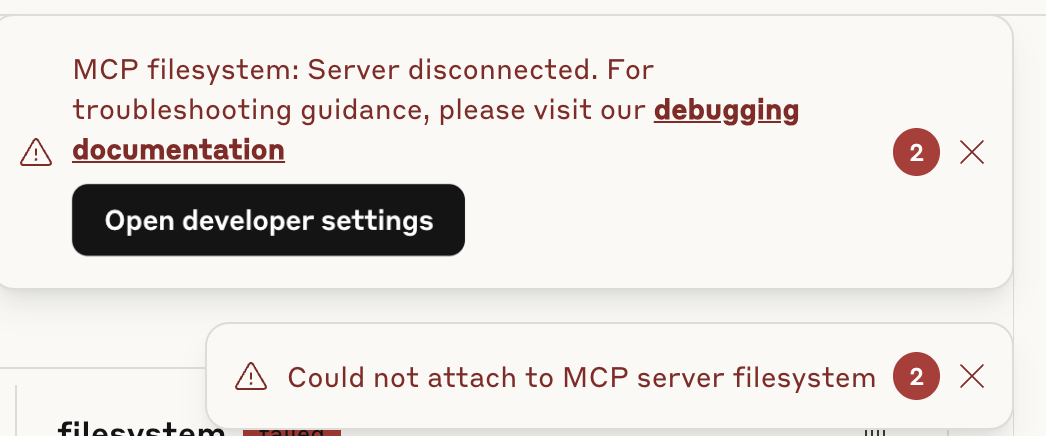 MCP filesystem: Server disconnected. For
troubleshooting guidance, please visit our debugging
documentation
2
Open developer settings
Could not attach to MCP server filesystem
2
filesystem failed